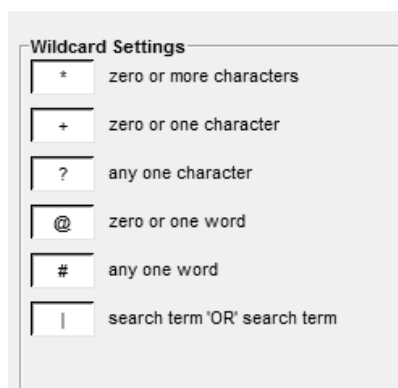 Wildcard Settings
* zero or more characters
+ zero or one character
? any one character
@ zero or one word
# any one word
| search term 'OR' search term